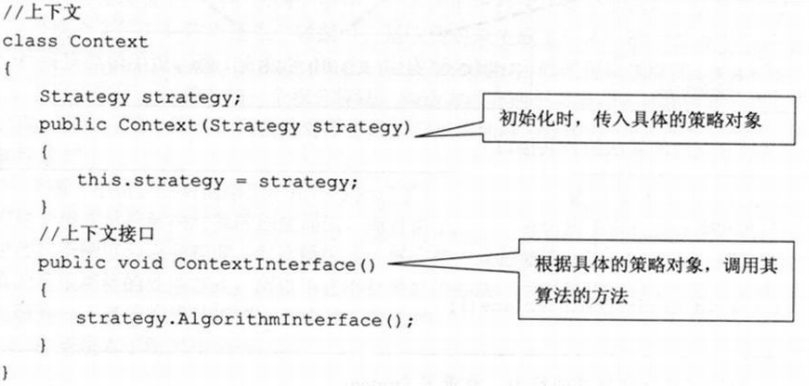 //上下文
class Context
{
Strategy strategy;
public Context(Strategy strategy)
初始化时，传入具体的策略对象
{
this.strategy = strategy;
}
//上下文接口
public void ContextInterface()
根据具体的策略对象，调用其
算法的方法
{
strategy.AlgorithmInterface();
}
}